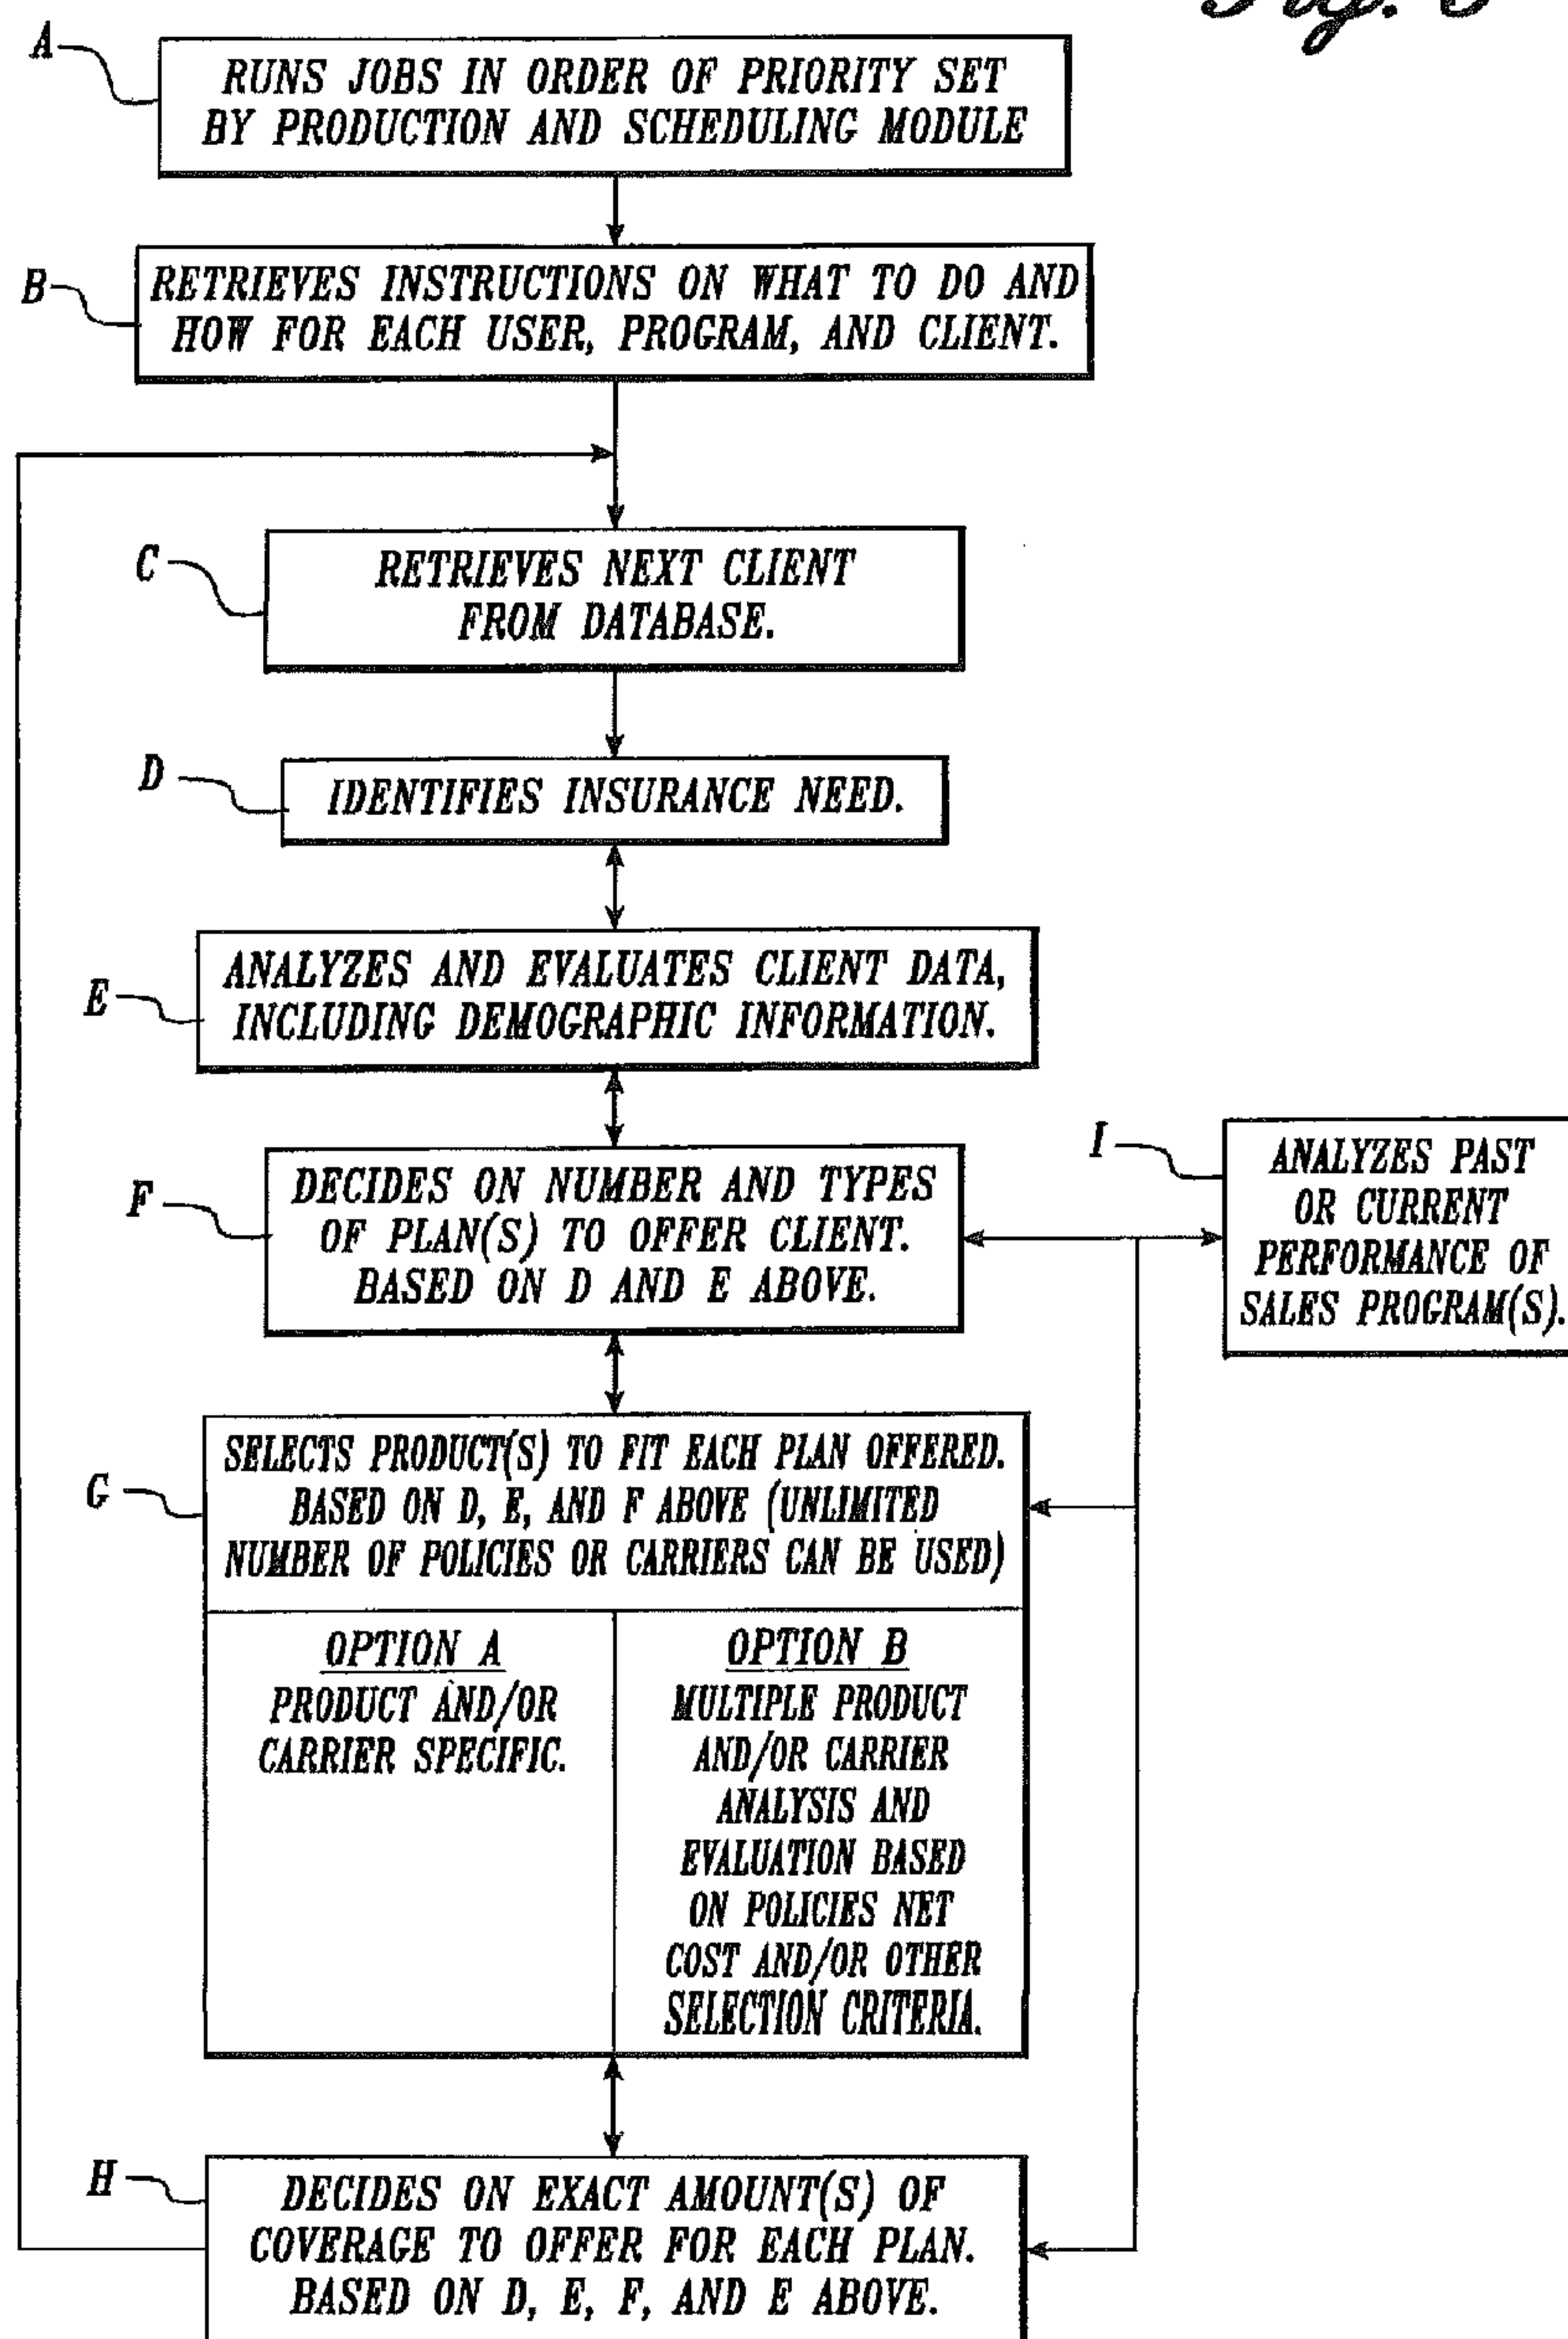 Fig.
A
RUNS JOBS IN ORDER OF PRIORITY SET
BY PRODUCTION AND SCHEDULING MODULE
B
RETRIEVES INSTRUCTIONS ON WHAT TO DO AND
HOW FOR EACH USER, PROGRAM, AND CLIENT.
C
RETRIEVES NEXT CLIENT
FROM DATABASE.
D
IDENTIFIES INSURANCE NEED.
E
ANALYZES AND EVALUATES CLIENT DATA,
INCLUDING DEMOGRAPHIC INFORMATION.
F
DECIDES ON NUMBER AND TYPES
OF PLAN(S) TO OFFER CLIENT.
BASED ON D AND E ABOVE.
I
ANALYZES PAST
OR CURRENT
PERFORMANCE OF
SALES PROGRAM(S).
G
SELECTS PRODUCT(S) TO FIT EACH PLAN OFFERED.
BASED ON D, E, AND F ABOVE (UNLIMITED
NUMBER OF POLICIES OR CARRIERS CAN BE USED)
OPTION A
PRODUCT AND/OR
CARRIER SPECIFIC.
OPTION B
MULTIPLE PRODUCT
AND/OR CARRIER
ANALYSIS AND
EVALUATION BASED
ON POLICIES NET
COST AND/OR OTHER
SELECTION CRITERIA.
H
DECIDES ON EXACT AMOUNT(S) OF
COVERAGE TO OFFER FOR EACH PLAN.
BASED ON D, E, F, AND E ABOVE.